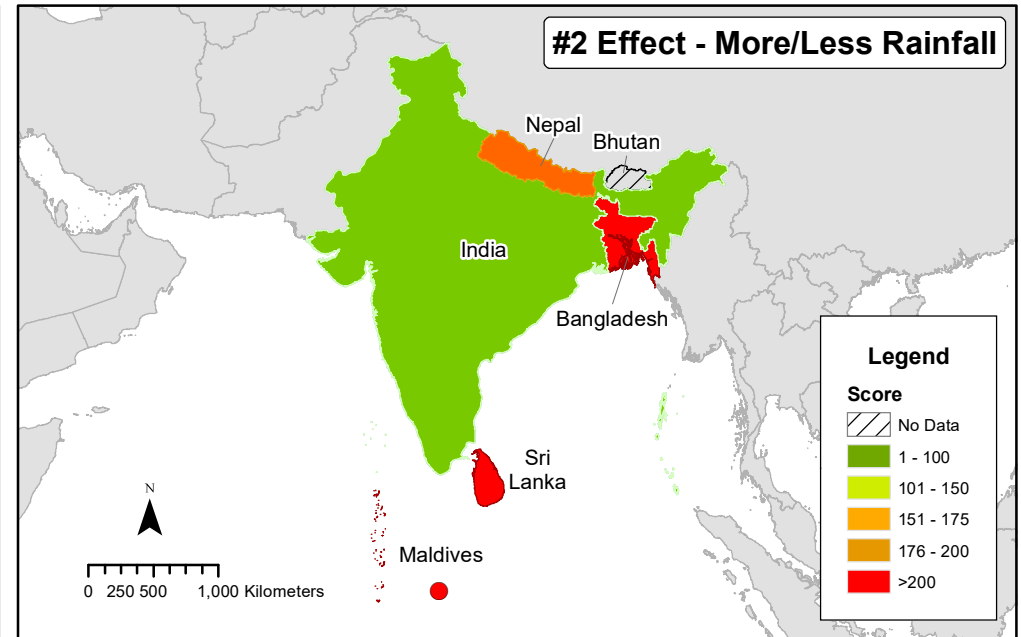 #2 Effect - More/Less Rainfall
Nepal
Bhutan
India
Bangladesh
Sri
Lanka
Maldives
N
0 250 500 1,000 Kilometers
Legend
Score
No Data
1 - 100
101 - 150
151 - 175
176 - 200
>200